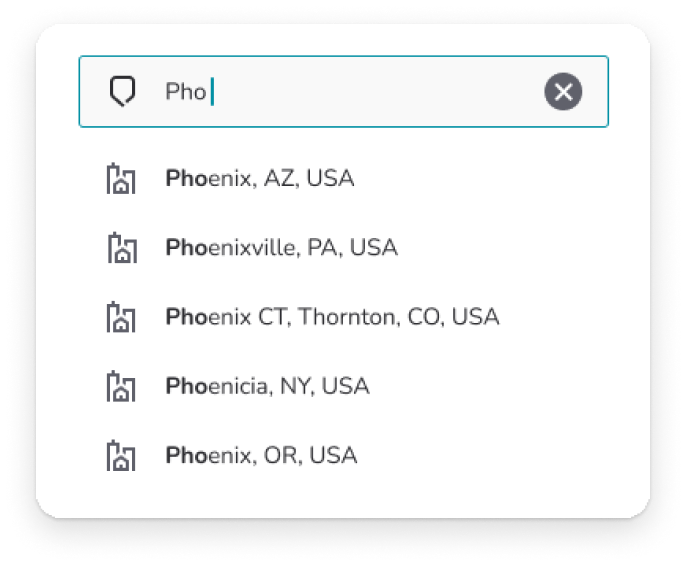 Pho
Phoenix, AZ, USA
Phoenixville, PA, USA
Phoenix CT, Thornton, CO, USA
Phoenicia, NY, USA
Phoenix, OR, USA